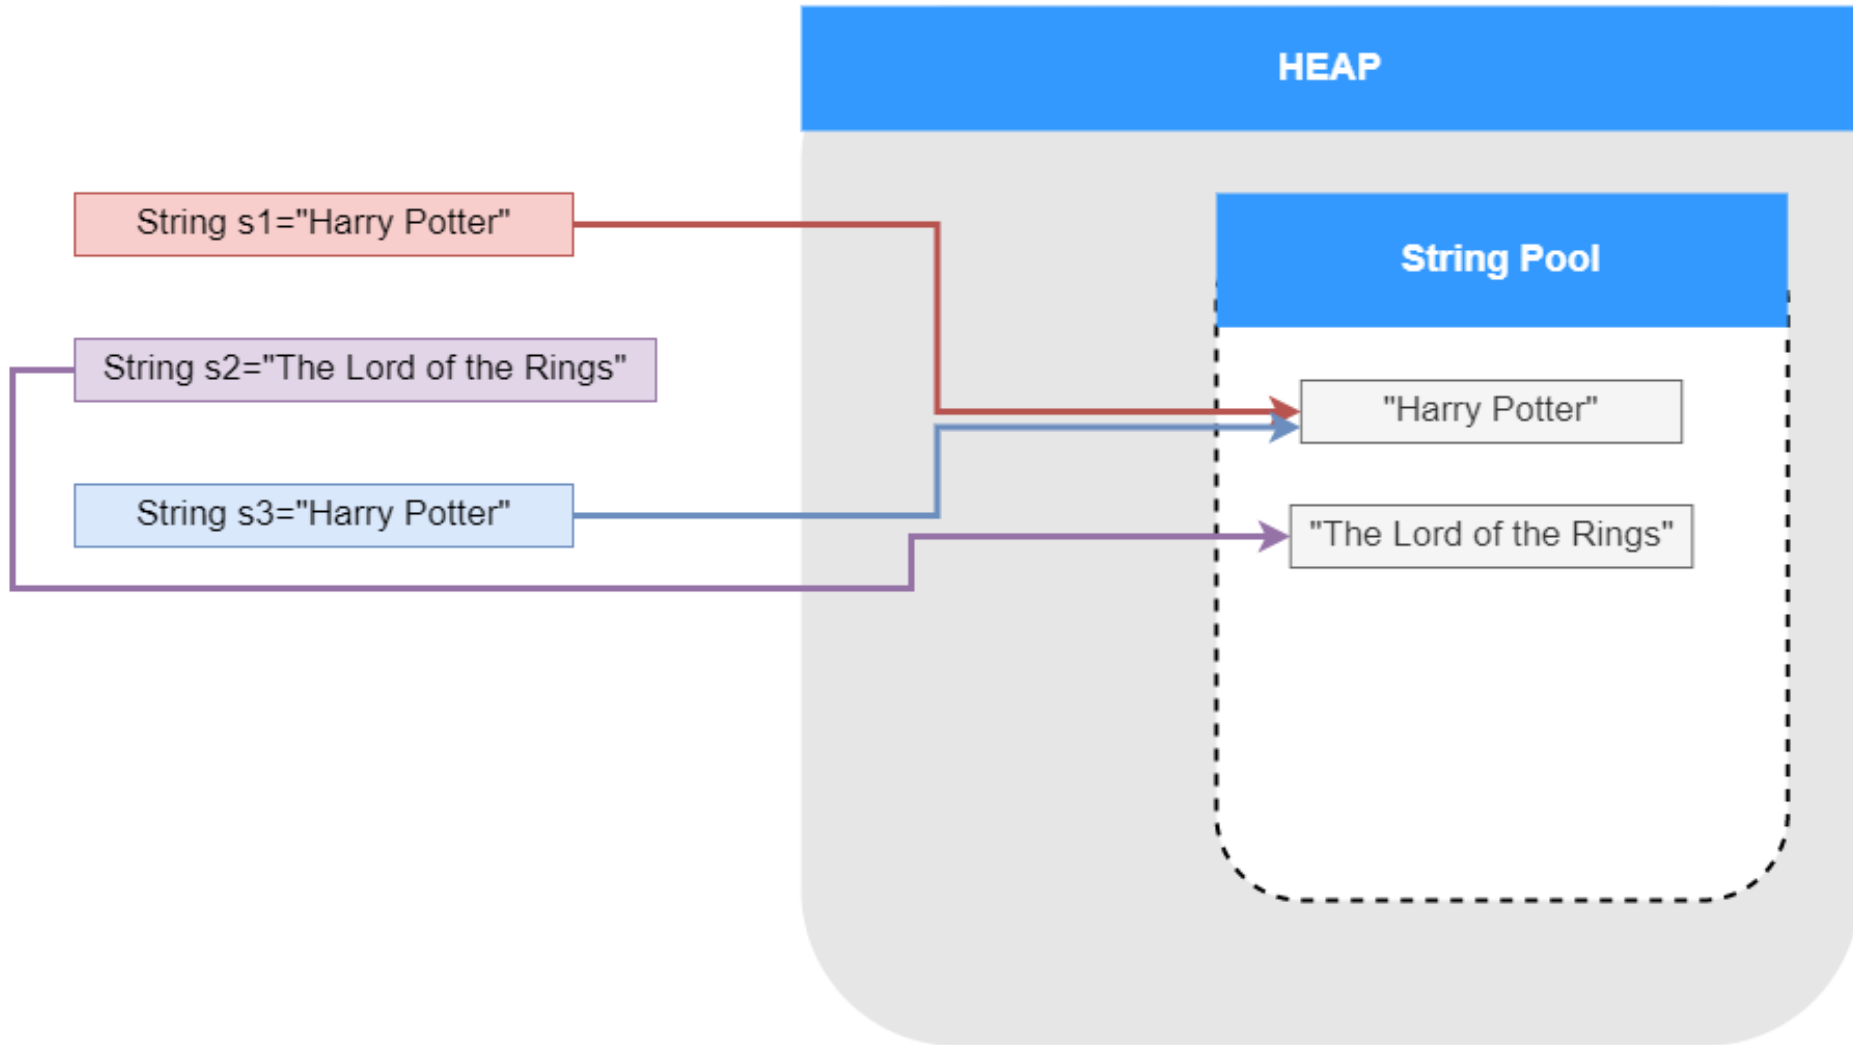 HEAP
String s1="Harry Potter"
String Pool
String s2="The Lord of the Rings"
"Harry Potter"
String s3="Harry Potter"
"The Lord of the Rings"